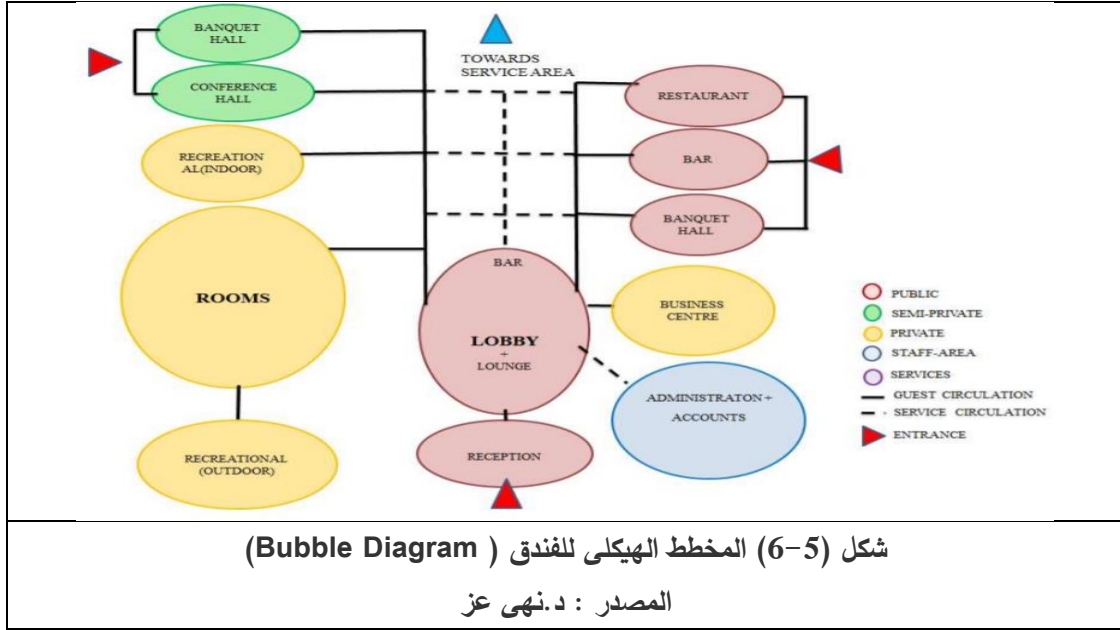 BANQUET
HALL
CONFERENCE
HALL
RECREATION
AL(INDOOR)
ROOMS
RECREATIONAL
(OUTDOOR)
TOWARDS
SERVICE AREA
BAR
LOBBY
+
LOUNGE
RECEPTION
RESTAURANT
BAR
BANQUET
HALL
BUSINESS
CENTRE
ADMINISTRATON +
ACCOUNTS
PUBLIC
SEMI-PRIVATE
PRIVATE
STAFF-AREA
SERVICES
GUEST CIRCULATION
SERVICE CIRCULATION
ENTRANCE
شكل (5-6) المخطط الهيكلى للفندق ( Bubble Diagram)
المصدر : د.نهى عز